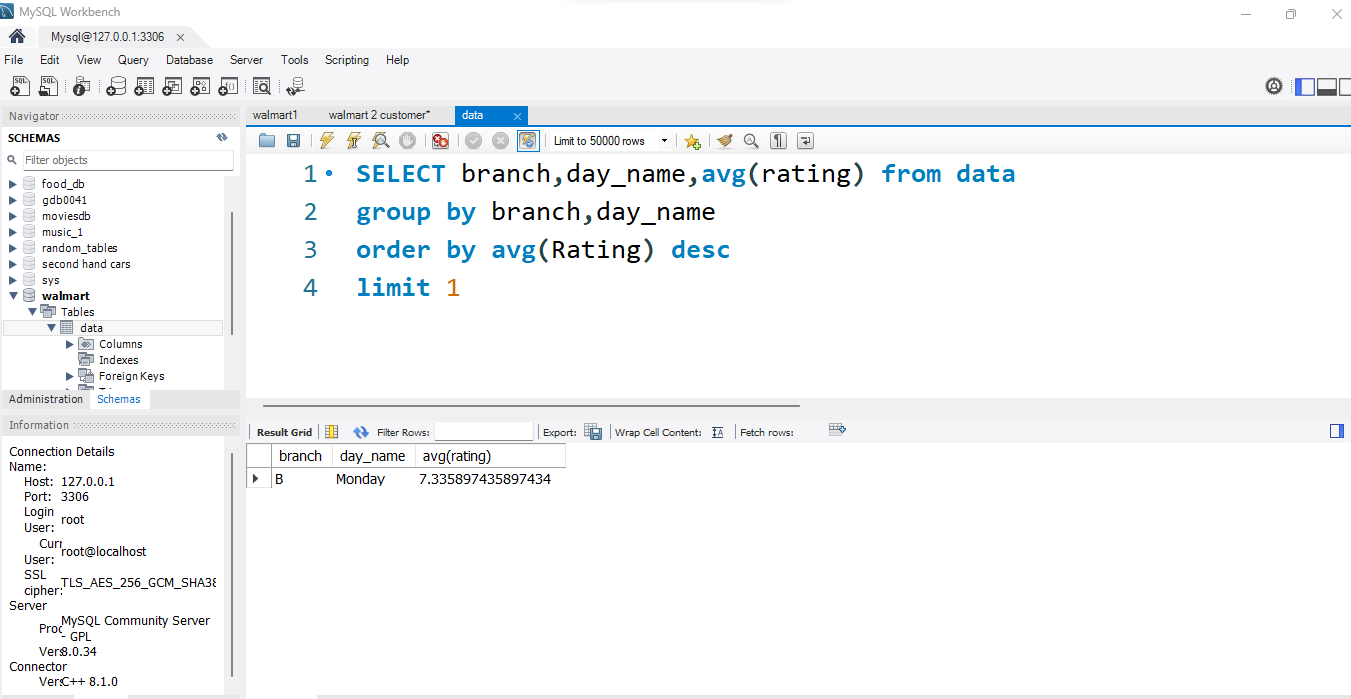 MySQL Workbench
Mysql@127.0.0.1:3306
File Edit View Query Database Server Tools Scripting Help
Navigator
SCHEMAS
Filter objects
food_db
gdb0041
moviesdb
music_1
random_tables
second hand cars
sys
walmart
Tables
data
Columns
Indexes
Foreign Keys
Administration Schemas
Information
Connection Details
Name:
Host: 127.0.0.1
Port: 3306
Login
User: root
Curr
User: root@localhost
SSL
cipher: TLS_AES_256_GCM_SHA38
Server
Proc MySQL Community Server
- GPL
Vers 8.0.34
Connector
Vers C++ 8.1.0
walmart1 walmart 2 customer* data
Limit to 50000 rows
1 SELECT branch,day_name,avg(rating) from data
2 group by branch,day_name
3 order by avg(Rating) desc
4 limit 1
Result Grid Filter Rows: Export: Wrap Cell Content: Fetch rows:
branch day_name avg(rating)
B Monday 7.335897435897434